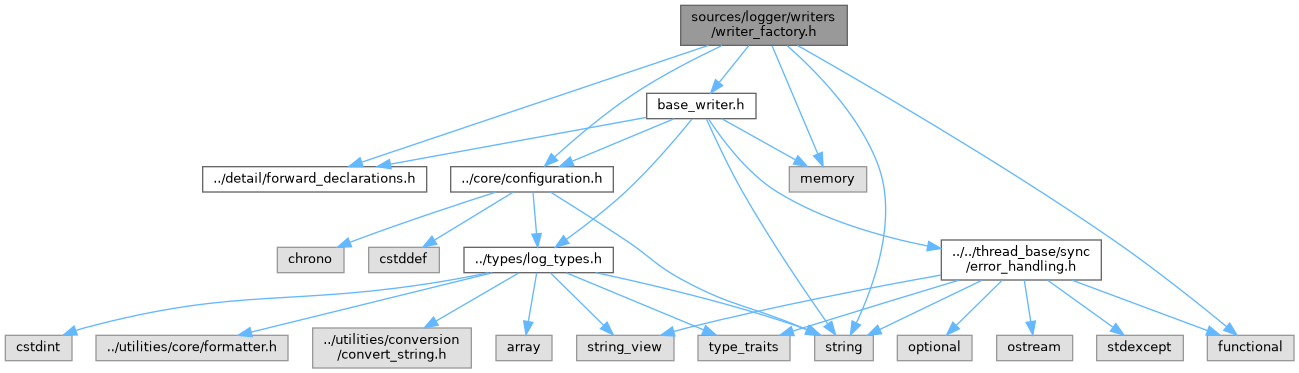 sources/logger/writers
/writer_factory.h
base_writer.h
../detail/forward_declarations.h
../core/configuration.h
memory
chrono
cstddef
../types/log_types.h
../../thread_base/sync
/error_handling.h
cstdint
../utilities/core/formatter.h
../utilities/conversion
/convert_string.h
array
string_view
type_traits
string
optional
ostream
stdexcept
functional